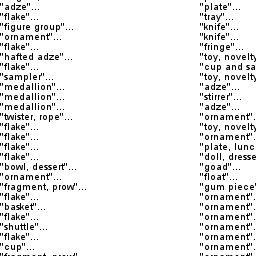 "adze"...
"flake"...
"figure group"...
"ornament"...
"flake"...
"hafted adze"...
"flake"...
"sampler"...
"medallion"...
"medallion"...
"medallion"...
"twister, rope"...
"flake"...
"flake"...
"flake"...
"flake"...
"bowl, dessert"...
"ornament"...
"fragment, prow"...
"flake"...
"basket"...
"flake"...
"shuttle"...
"flake"...
"cup"...
"fragment, prow"
"plate"...
"tray"...
"knife"...
"knife"...
"fringe"...
"toy, novelty
"cup and sa
"toy, novelty
"adze"...
"stirrer"...
"adze"...
"ornament".
"toy, novelty
"ornament".
"plate, lunc
"doll, dresse
"goad"...
"float"...
"gum piece"
"ornament".
"ornament".
"ornament".
"ornament".
"ornament".
"ornament".
"ornament".